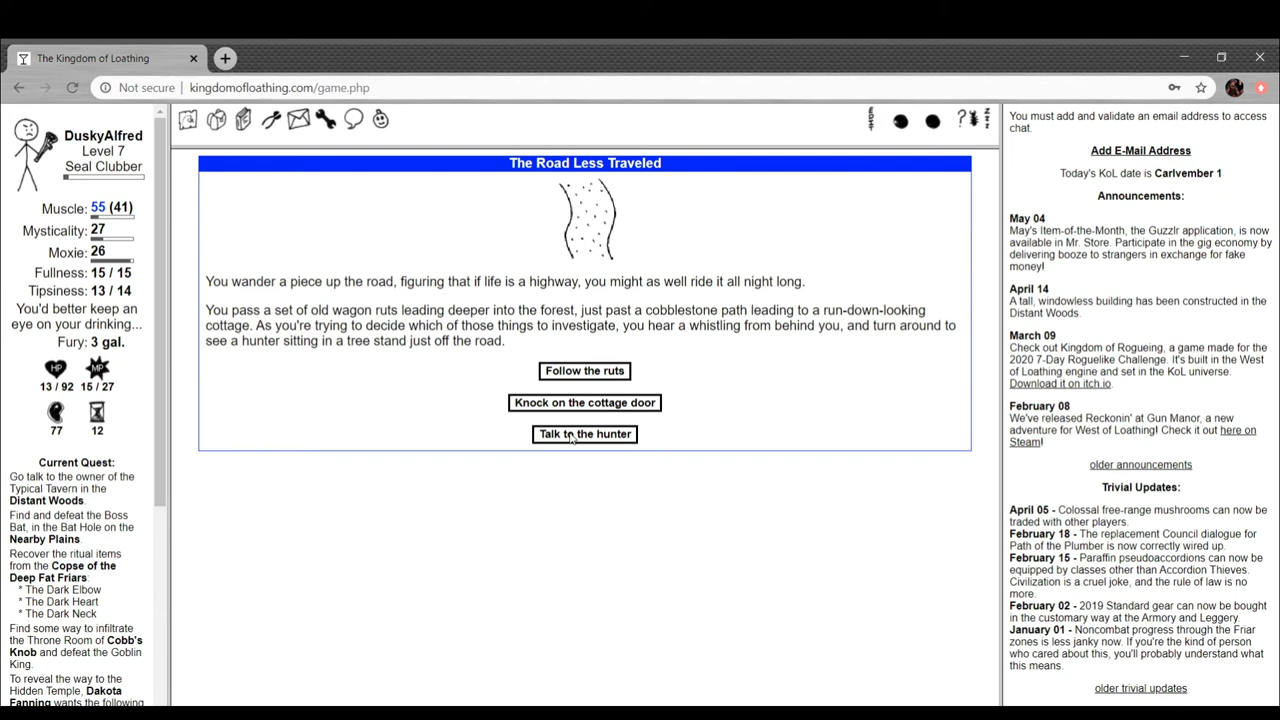 The Kingdom of Loathing
Not secure | kingdomofloathing.com/game.php
DuskyAlfred
Level 7
Seal Clubber
Muscle: 55 (41)
Mysticality: 27
Moxie: 26
Fullness: 15 / 15
Tipsiness: 13 / 14
You'd better keep an
eye on your drinking...
Fury: 3 gal.
HP
MP
13 / 92
15 / 27
77
12
Current Quest:
Go talk to the owner of the
Typical Tavern in the
Distant Woods.
Find and defeat the Boss
Bat, in the Bat Hole on the
Nearby Plains.
Recover the ritual items
from the Copse of the
Deep Fat Friars:
* The Dark Elbow
* The Dark Heart
* The Dark Neck
Find some way to infiltrate
the Throne Room of Cobb's
Knob and defeat the Goblin
King.
To reveal the way to the
Hidden Temple, Dakota
Fanning wants the following
The Road Less Traveled
You wander a piece up the road, figuring that if life is a highway, you might as well ride it all night long.
You pass a set of old wagon ruts leading deeper into the forest, just past a cobblestone path leading to a run-down-looking
cottage. As you're trying to decide which of those things to investigate, you hear a whistling from behind you, and turn around to
see a hunter sitting in a tree stand just off the road.
Follow the ruts
Knock on the cottage door
Talk to the hunter
You must add and validate an email address to access
chat.
Add E-Mail Address
Today's KoL date is Carlvember 1
Announcements:
May 04
May's Item-of-the-Month, the Guzzlr application, is now
available in Mr. Store. Participate in the gig economy by
delivering booze to strangers in exchange for fake
money!
April 14
A tall, windowless building has been constructed in the
Distant Woods.
March 09
Check out Kingdom of Rogueing, a game made for the
2020 7-Day Roguelike Challenge. It's built in the West
of Loathing engine and set in the KoL universe.
Download it on itch.io.
February 08
We've released Reckonin' at Gun Manor, a new
adventure for West of Loathing! Check it out here on
Steam!
older announcements
Trivial Updates:
April 05 - Colossal free-range mushrooms can now be
traded with other players.
February 18 - The replacement Council dialogue for
Path of the Plumber is now correctly wired up.
February 15 - Paraffin pseudoaccordions can now be
equipped by classes other than Accordion Thieves.
Civilization is a cruel joke, and the rule of law is no
more.
February 02 - 2019 Standard gear can now be bought
in the customary way at the Armory and Leggery.
January 01 - Noncombat progress through the Friar
zones is less janky now. If you're the kind of person
who cared about this, you'll probably understand what
this means.
older trivial updates